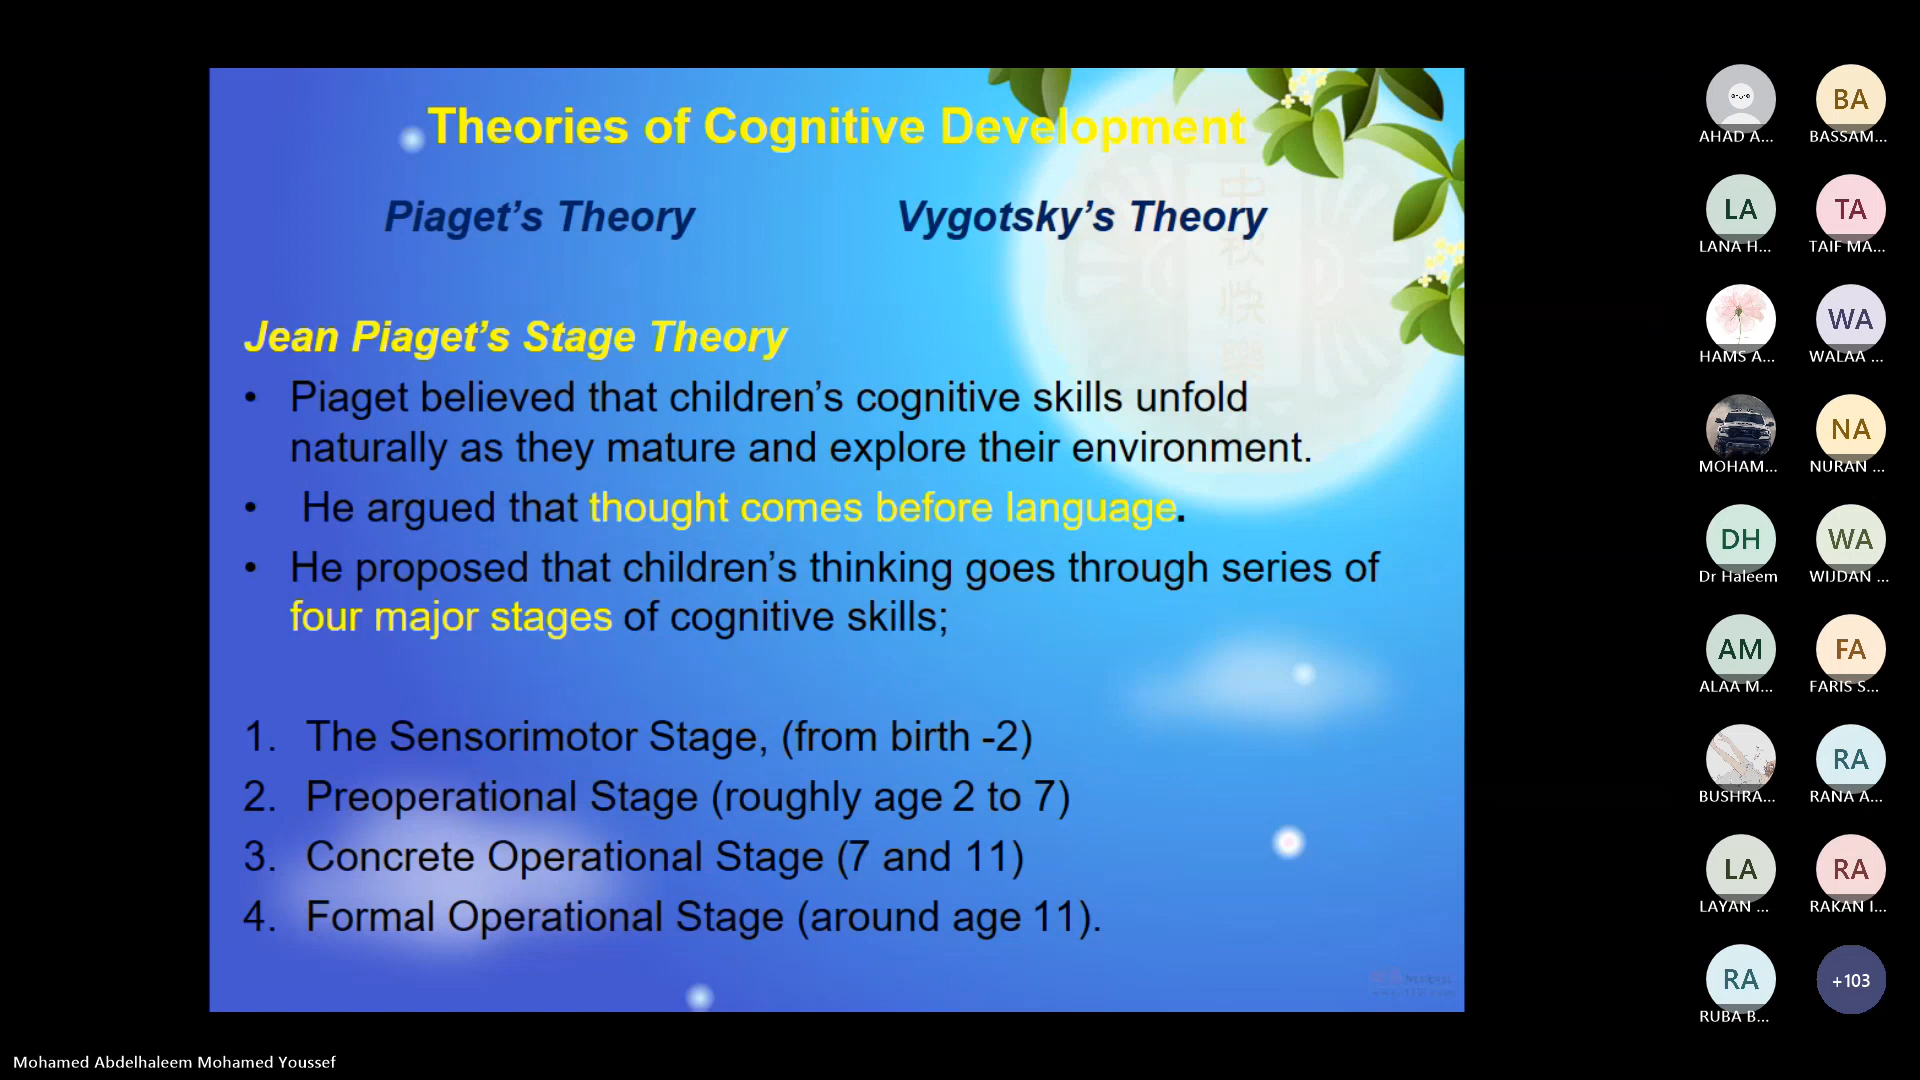 Theories of Cognitive Development
Piaget’s Theory
Vygotsky’s Theory
中
秋
快
樂
Jean Piaget’s Stage Theory
• Piaget believed that children’s cognitive skills unfold
naturally as they mature and explore their environment.
• He argued that thought comes before language.
• He proposed that children’s thinking goes through series of
four major stages of cognitive skills;
1. The Sensorimotor Stage, (from birth -2)
2. Preoperational Stage (roughly age 2 to 7)
3. Concrete Operational Stage (7 and 11)
4. Formal Operational Stage (around age 11).
AHAD A...
BA
BASSAM...
LA
LANA H...
TA
TAIF MA...
HAMS A...
WA
WALAA ...
MOHAM...
NA
NURAN ...
DH
Dr Haleem
WA
WIJDAN ...
AM
ALAA M...
FA
FARIS S...
BUSHRA...
RA
RANA A...
LA
LAYAN ...
RA
RAKAN I...
RA
RUBA B...
+103
Mohamed Abdelhaleem Mohamed Youssef